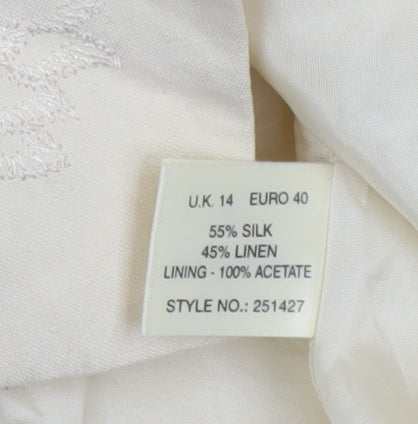 U.K. 14 EURO 40
55% SILK
45% LINEN
LINING - 100% ACETATE
STYLE NO.: 251427